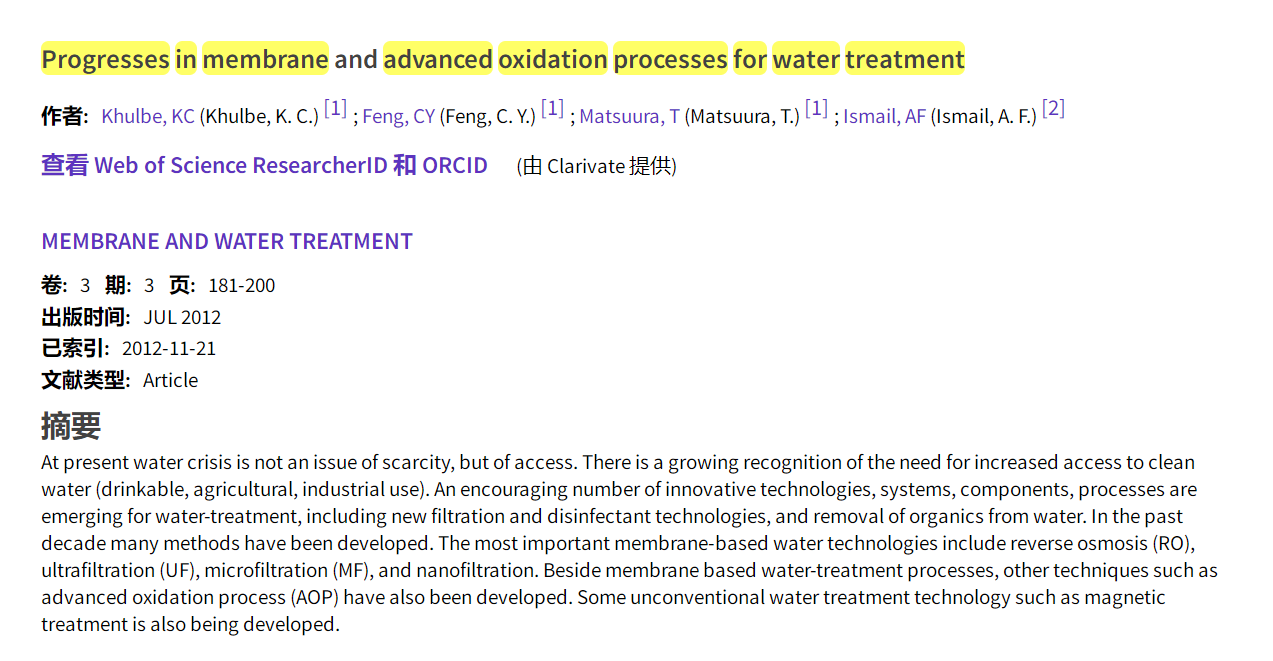 Progresses in membrane and advanced oxidation processes for water treatment
作者: Khulbe, KC (Khulbe, K. C.) [1] ; Feng, CY (Feng, C. Y.) [1] ; Matsuura, T (Matsuura, T.) [1] ; Ismail, AF (Ismail, A. F.) [2]
查看 Web of Science ResearcherID 和 ORCID (由 Clarivate 提供)
MEMBRANE AND WATER TREATMENT
卷: 3 期: 3 页: 181-200
出版时间: JUL 2012
已索引: 2012-11-21
文献类型: Article
摘要
At present water crisis is not an issue of scarcity, but of access. There is a growing recognition of the need for increased access to clean
water (drinkable, agricultural, industrial use). An encouraging number of innovative technologies, systems, components, processes are
emerging for water-treatment, including new filtration and disinfectant technologies, and removal of organics from water. In the past
decade many methods have been developed. The most important membrane-based water technologies include reverse osmosis (RO),
ultrafiltration (UF), microfiltration (MF), and nanofiltration. Beside membrane based water-treatment processes, other techniques such as
advanced oxidation process (AOP) have also been developed. Some unconventional water treatment technology such as magnetic
treatment is also being developed.